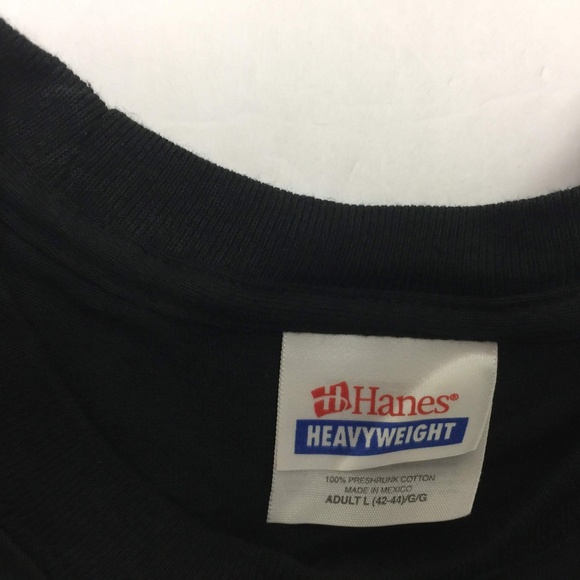 Hanes®
HEAVYWEIGHT
100% PRESHRUNK COTTON
MADE IN MEXICO
ADULT L (42-44)/G/G